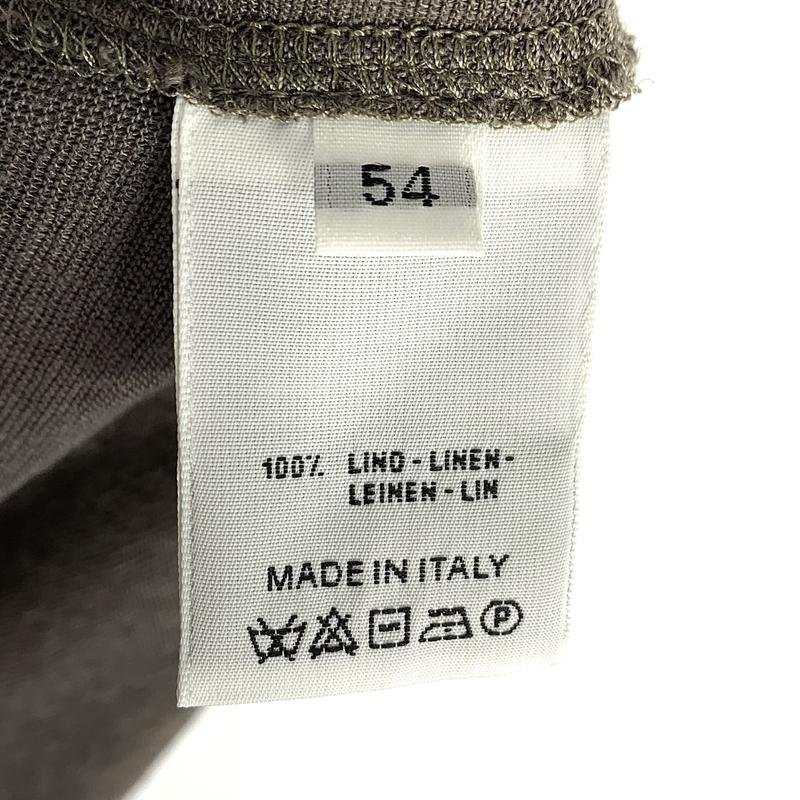 54
100% LINO - LINEN -
LEINEN - LIN
MADE IN ITALY
P